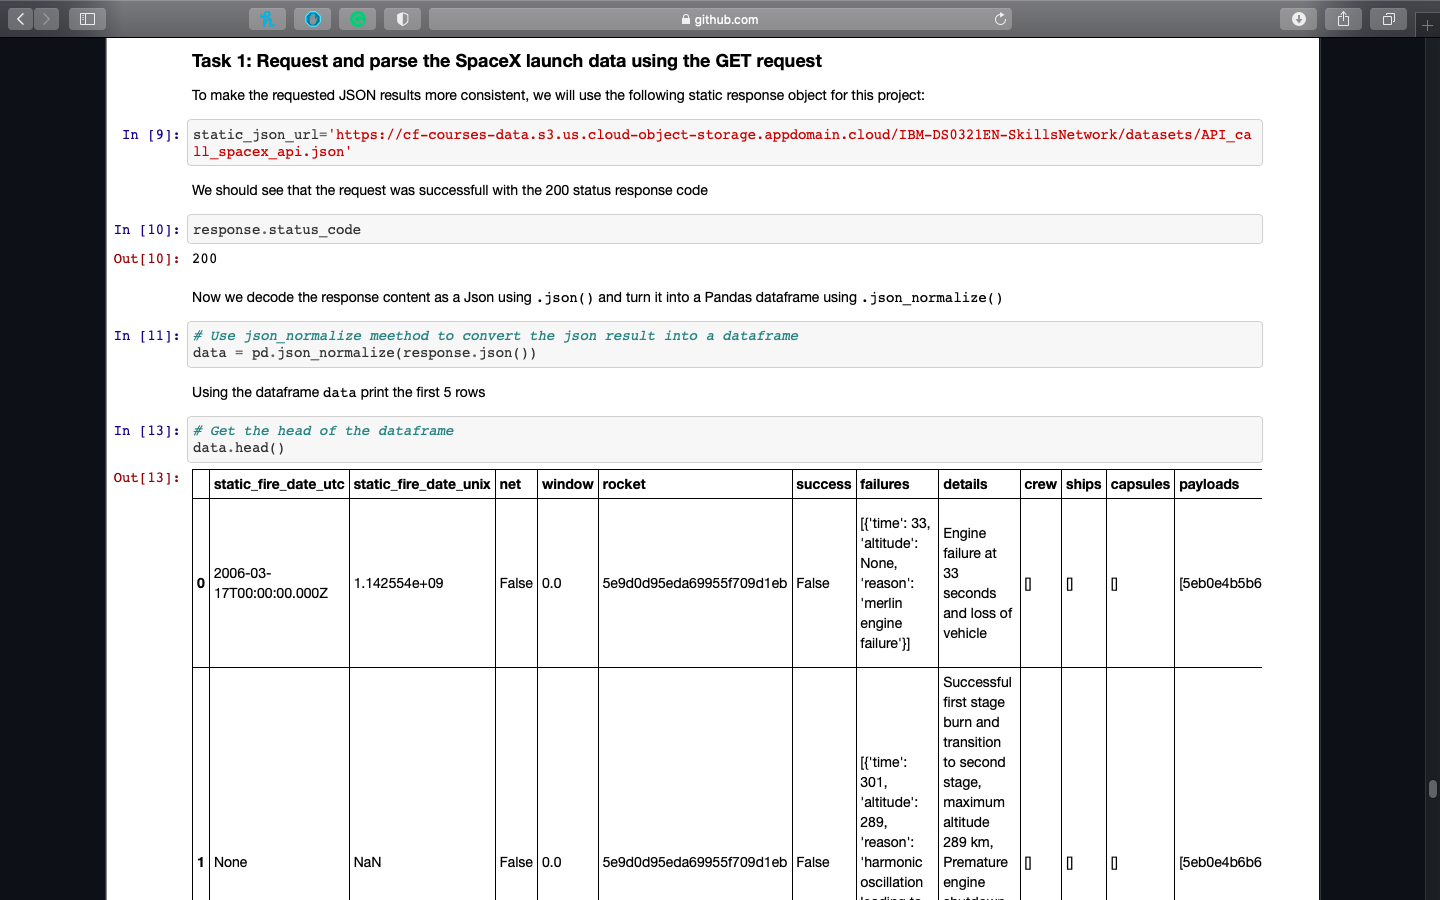 github.com
Task 1: Request and parse the SpaceX launch data using the GET request
To make the requested JSON results more consistent, we will use the following static response object for this project:
In [9]: static_json_url='https://cf-courses-data.s3.us.cloud-object-storage.appdomain.cloud/IBM-DS0321EN-SkillsNetwork/datasets/API_ca
ll_spacex_api.json'
We should see that the request was successfull with the 200 status response code
In [10]: response.status_code
Out[10]: 200
Now we decode the response content as a Json using .json() and turn it into a Pandas dataframe using .json_normalize()
In [11]: # Use json_normalize meethod to convert the json result into a dataframe
data = pd.json_normalize(response.json())
Using the dataframe data print the first 5 rows
In [13]: # Get the head of the dataframe
data.head()
Out[13]:
static_fire_date_utc static_fire_date_unix net window rocket success failures details crew ships capsules payloads
0
2006-03-
17T00:00:00.000Z
1.142554e+09
False
0.0
5e9d0d95eda69955f709d1eb
False
[{'time': 33,
'altitude':
None,
'reason':
'merlin
engine
failure'}]
Engine
failure at
33
seconds
and loss of
vehicle
[]
[]
[]
[5eb0e4b5b6
1
None
NaN
False
0.0
5e9d0d95eda69955f709d1eb
False
[{'time':
301,
'altitude':
289,
'reason':
'harmonic
oscillation
leading to
Successful
first stage
burn and
transition
to second
stage,
maximum
altitude
289 km,
Premature
engine
shutdown
[]
[]
[]
[5eb0e4b6b6